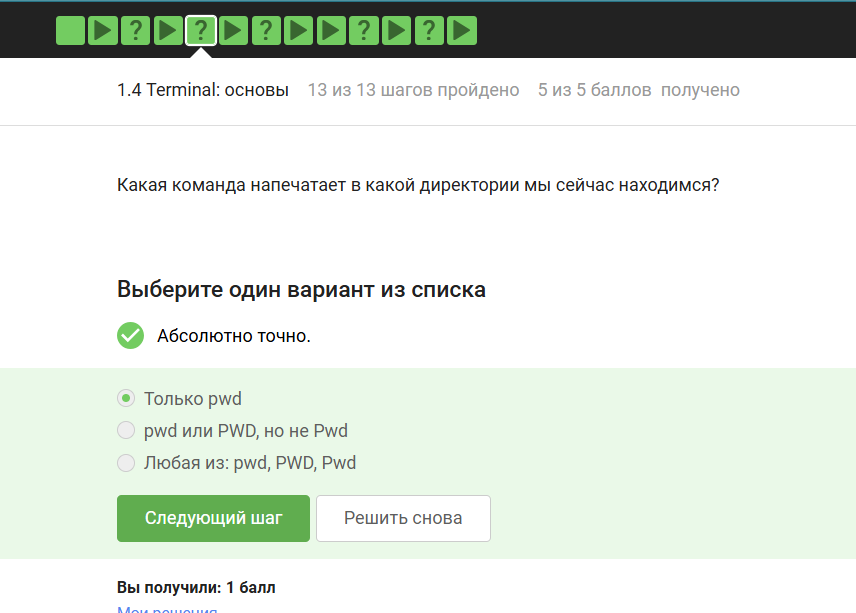 ? ? ? ?
1.4 Terminal: основы 13 из 13 шагов пройдено 5 из 5 баллов получено
Какая команда напечатает в какой директории мы сейчас находимся?
Выберите один вариант из списка
Абсолютно точно.
Только pwd
pwd или PWD, но не Pwd
Любая из: pwd, PWD, Pwd
Следующий шаг Решить снова
Вы получили: 1 балл
Мои решения